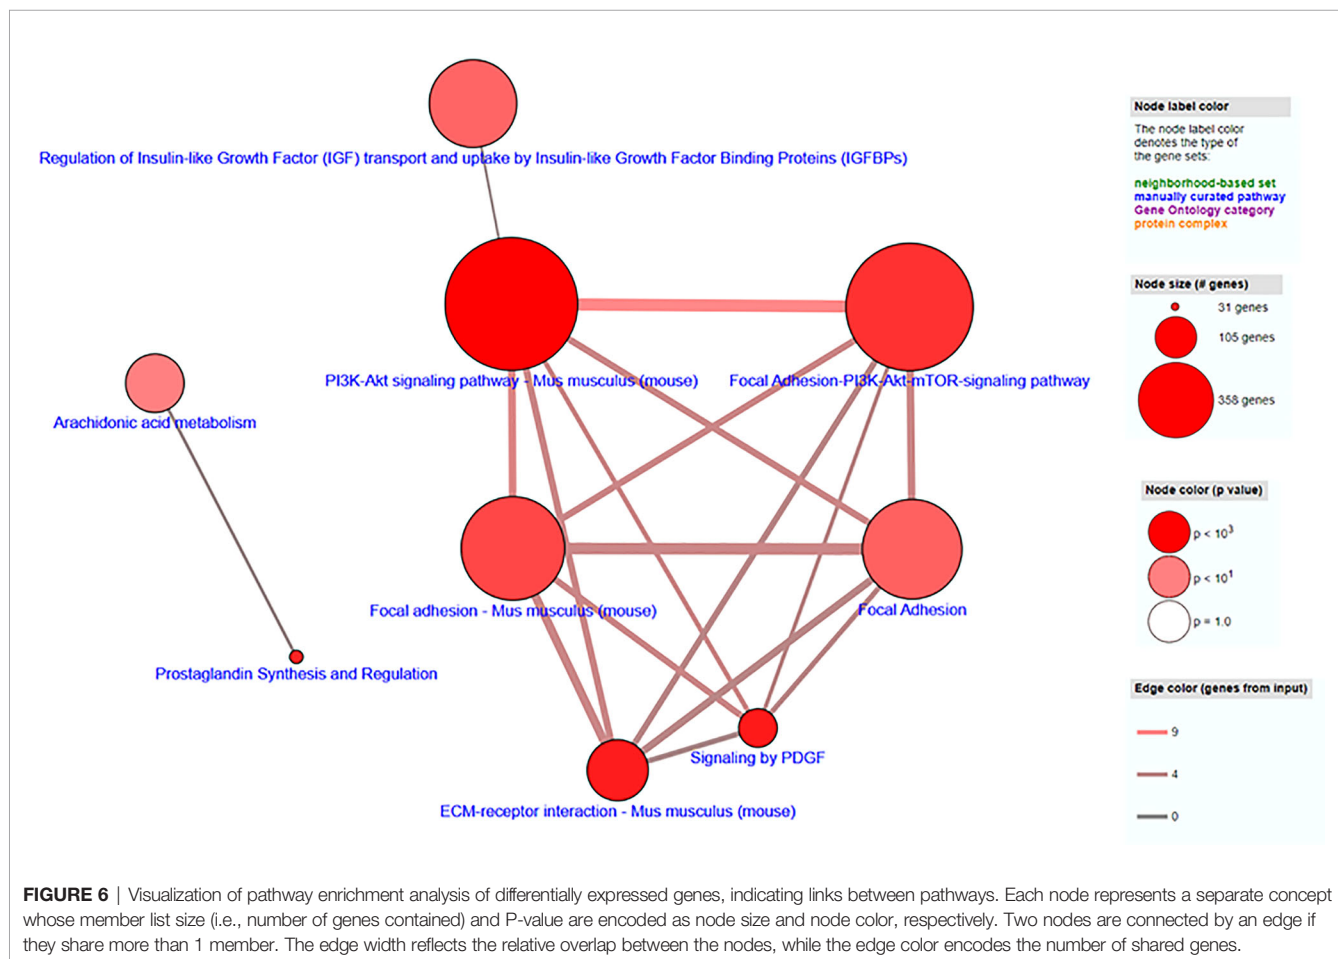 Regulation of Insulin-like Growth Factor (IGF) transport and uptake by Insulin-like Growth Factor Binding Proteins (IGFBPs)
PI3K-Akt signaling pathway - Mus musculus (mouse)
Focal Adhesion-PI3K-Akt-mTOR-signaling pathway
Arachidonic acid metabolism
Focal adhesion - Mus musculus (mouse)
Focal Adhesion
Prostaglandin Synthesis and Regulation
Signaling by PDGF
ECM-receptor interaction - Mus musculus (mouse)
Node label color
The node label color
denotes the type of
the gene sets:
neighborhood-based set
manually curated pathway
Gene Ontology category
protein complex
Node size (# genes)
31 genes
105 genes
358 genes
Node color (p value)
p < 10³
p < 10¹
p = 1.0
Edge color (genes from input)
9
4
0
FIGURE 6 | Visualization of pathway enrichment analysis of differentially expressed genes, indicating links between pathways. Each node represents a separate concept
whose member list size (i.e., number of genes contained) and P-value are encoded as node size and node color, respectively. Two nodes are connected by an edge if
they share more than 1 member. The edge width reflects the relative overlap between the nodes, while the edge color encodes the number of shared genes.